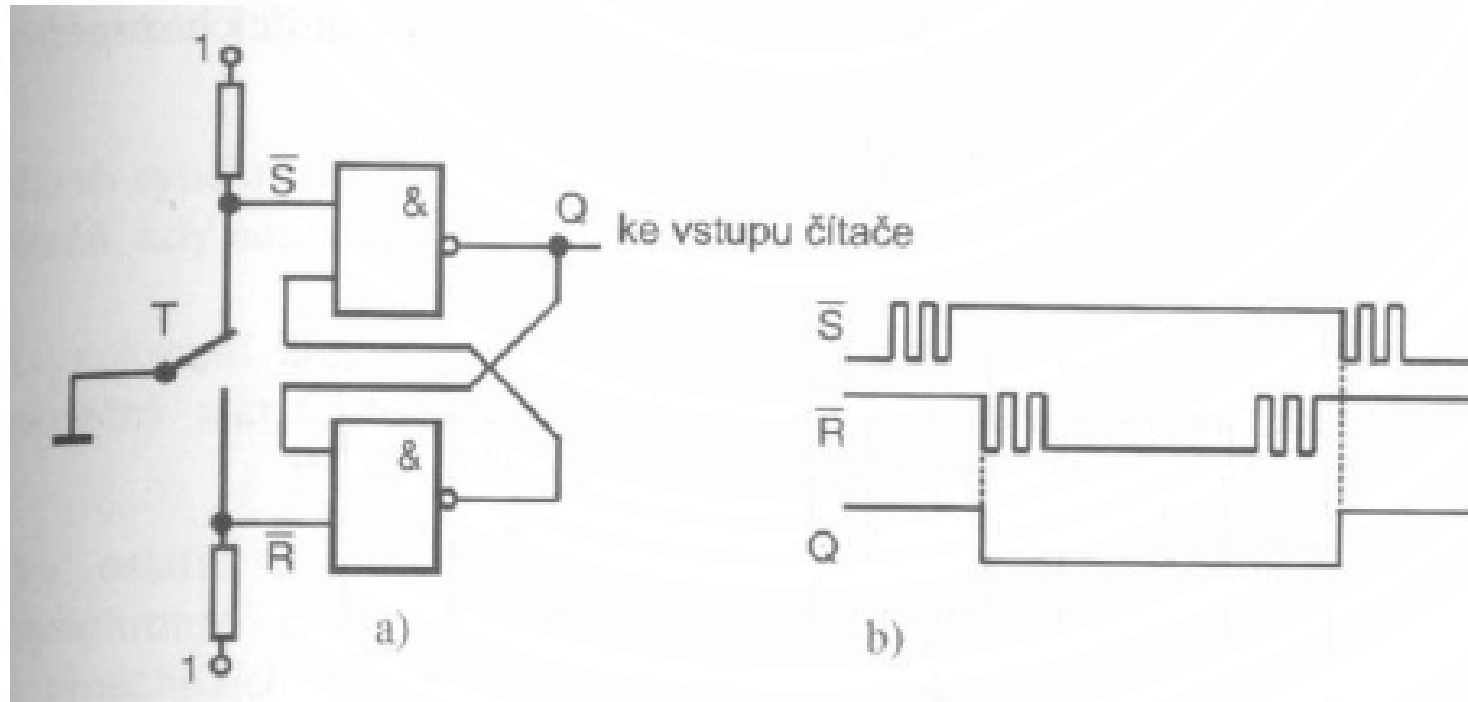 1
S̅
&
Q ke vstupu čítače
T
&
R̅
1
a)
S̅
R̅
Q
b)